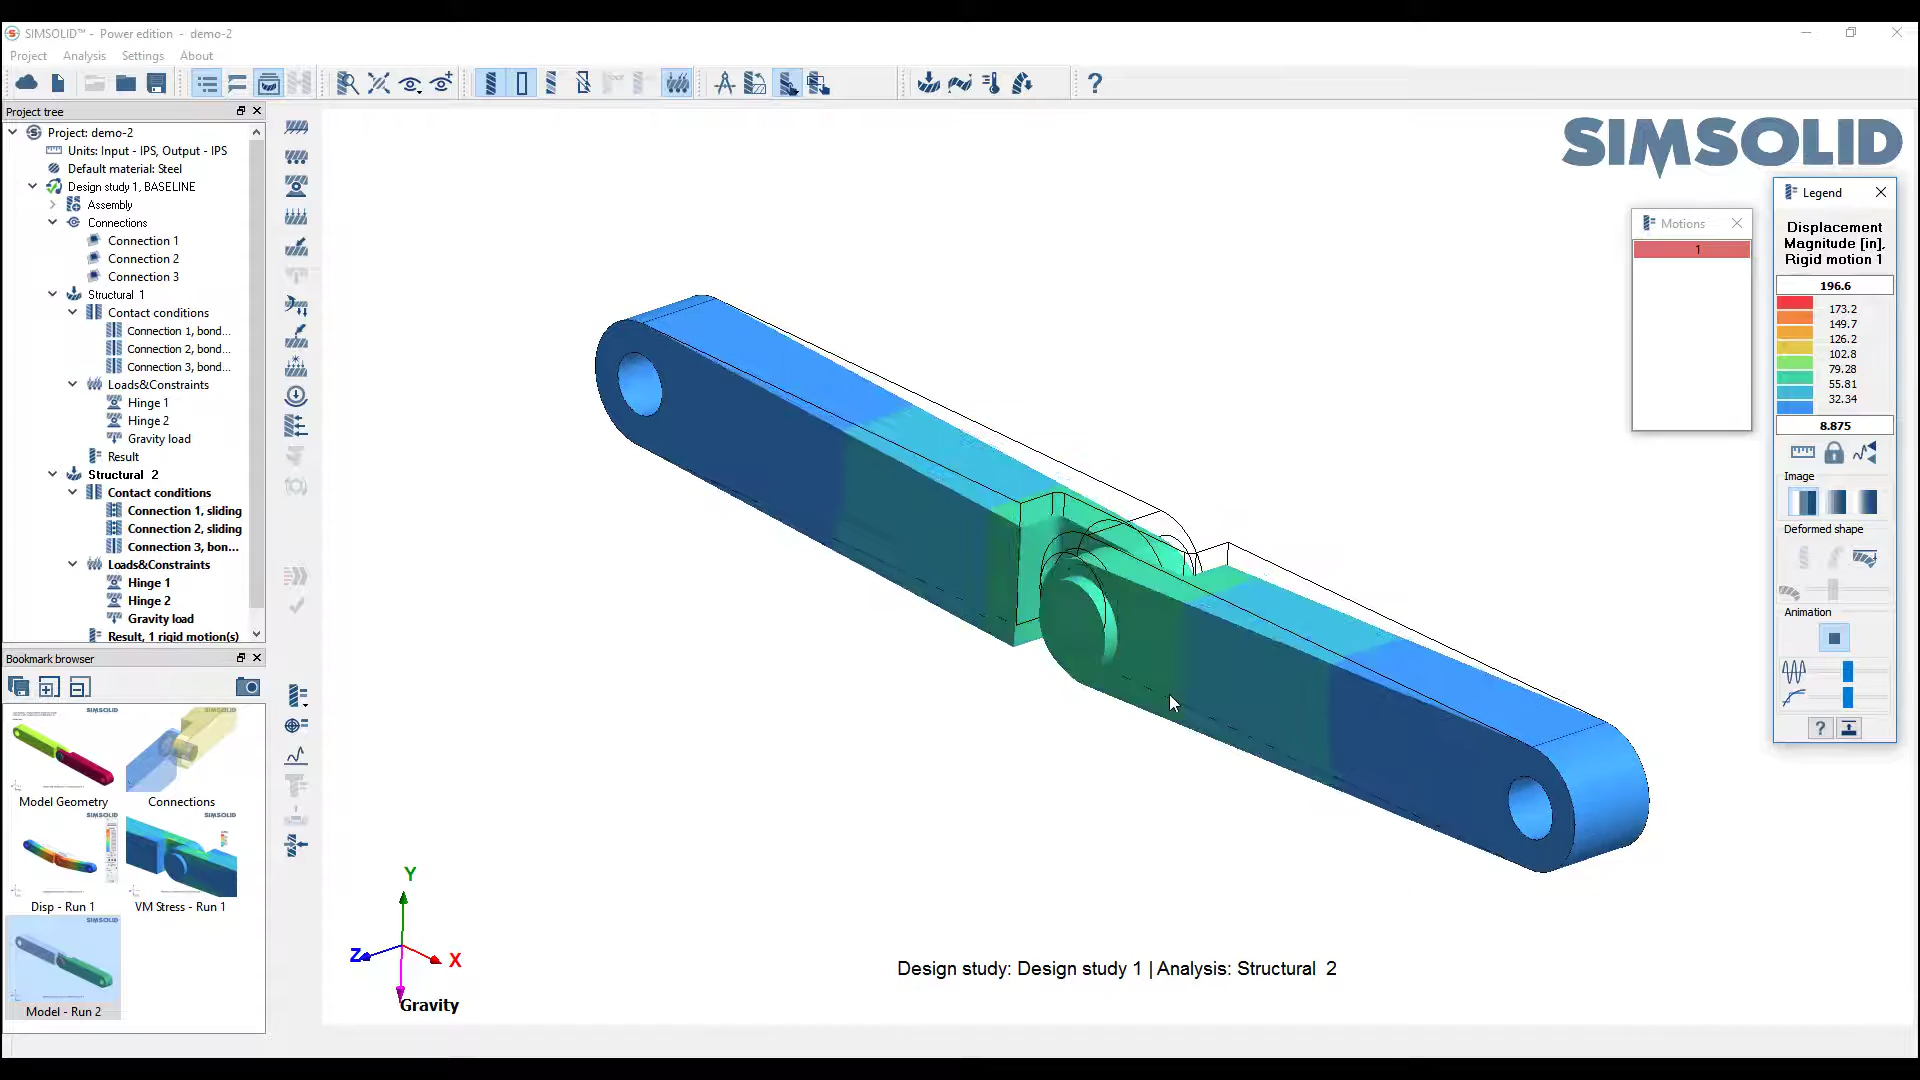 SIMSOLID™ - Power edition - demo-2
Project Analysis Settings About
Project tree
Project: demo-2
Units: Input - IPS, Output - IPS
Default material: Steel
Design study 1, BASELINE
Assembly
Connections
Connection 1
Connection 2
Connection 3
Structural 1
Contact conditions
Connection 1, bond...
Connection 2, bond...
Connection 3, bond...
Loads&Constraints
Hinge 1
Hinge 2
Gravity load
Result
Structural 2
Contact conditions
Connection 1, sliding
Connection 2, sliding
Connection 3, bon...
Loads&Constraints
Hinge 1
Hinge 2
Gravity load
Result, 1 rigid motion(s)
Bookmark browser
SIMSOLID
SIMSOLID
Model Geometry
Connections
SIMSOLID
SIMSOLID
Disp - Run 1
VM Stress - Run 1
SIMSOLID
Model - Run 2
SIMSOLID
Motions
1
Legend
Displacement
Magnitude [in],
Rigid motion 1
196.6
173.2
149.7
126.2
102.8
79.28
55.81
32.34
8.875
Image
Deformed shape
Animation
?
?
Y
Z
X
Gravity
Design study: Design study 1 | Analysis: Structural 2